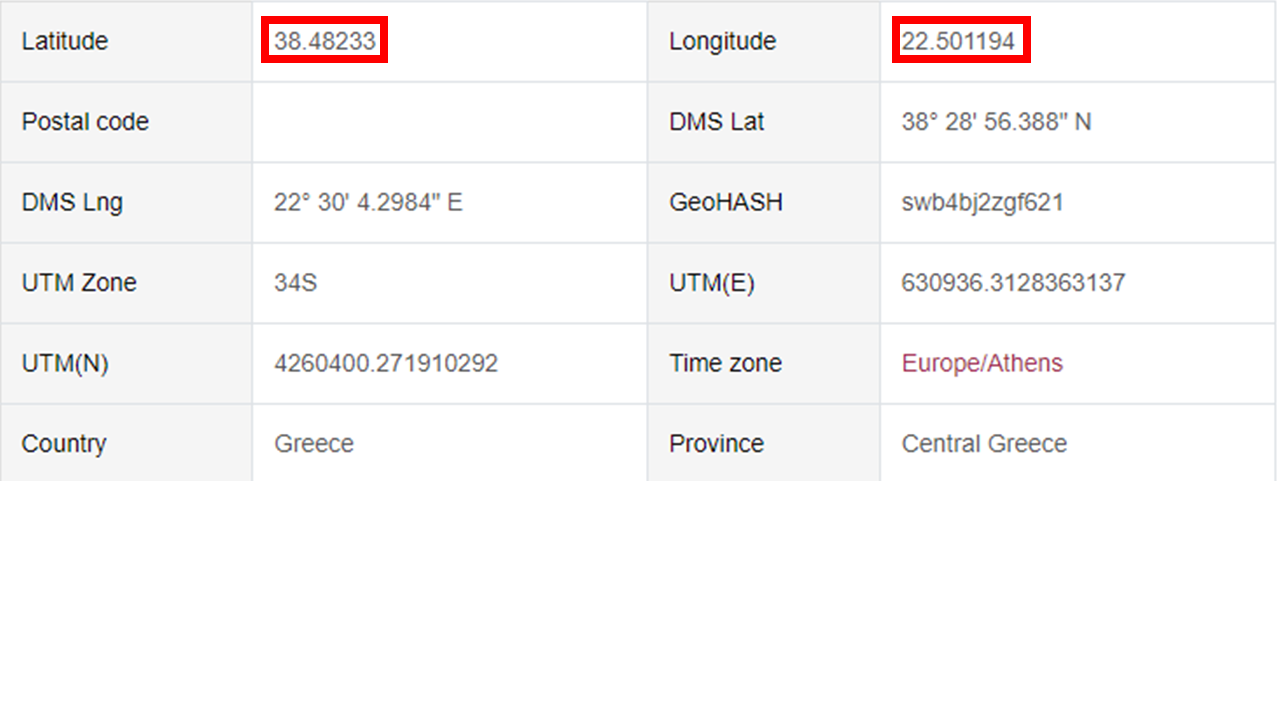 Latitude 38.48233 Longitude 22.501194
Postal code DMS Lat 38° 28' 56.388" N
DMS Lng 22° 30' 4.2984" E GeoHASH swb4bj2zgf621
UTM Zone 34S UTM(E) 630936.3128363137
UTM(N) 4260400.271910292 Time zone Europe/Athens
Country Greece Province Central Greece